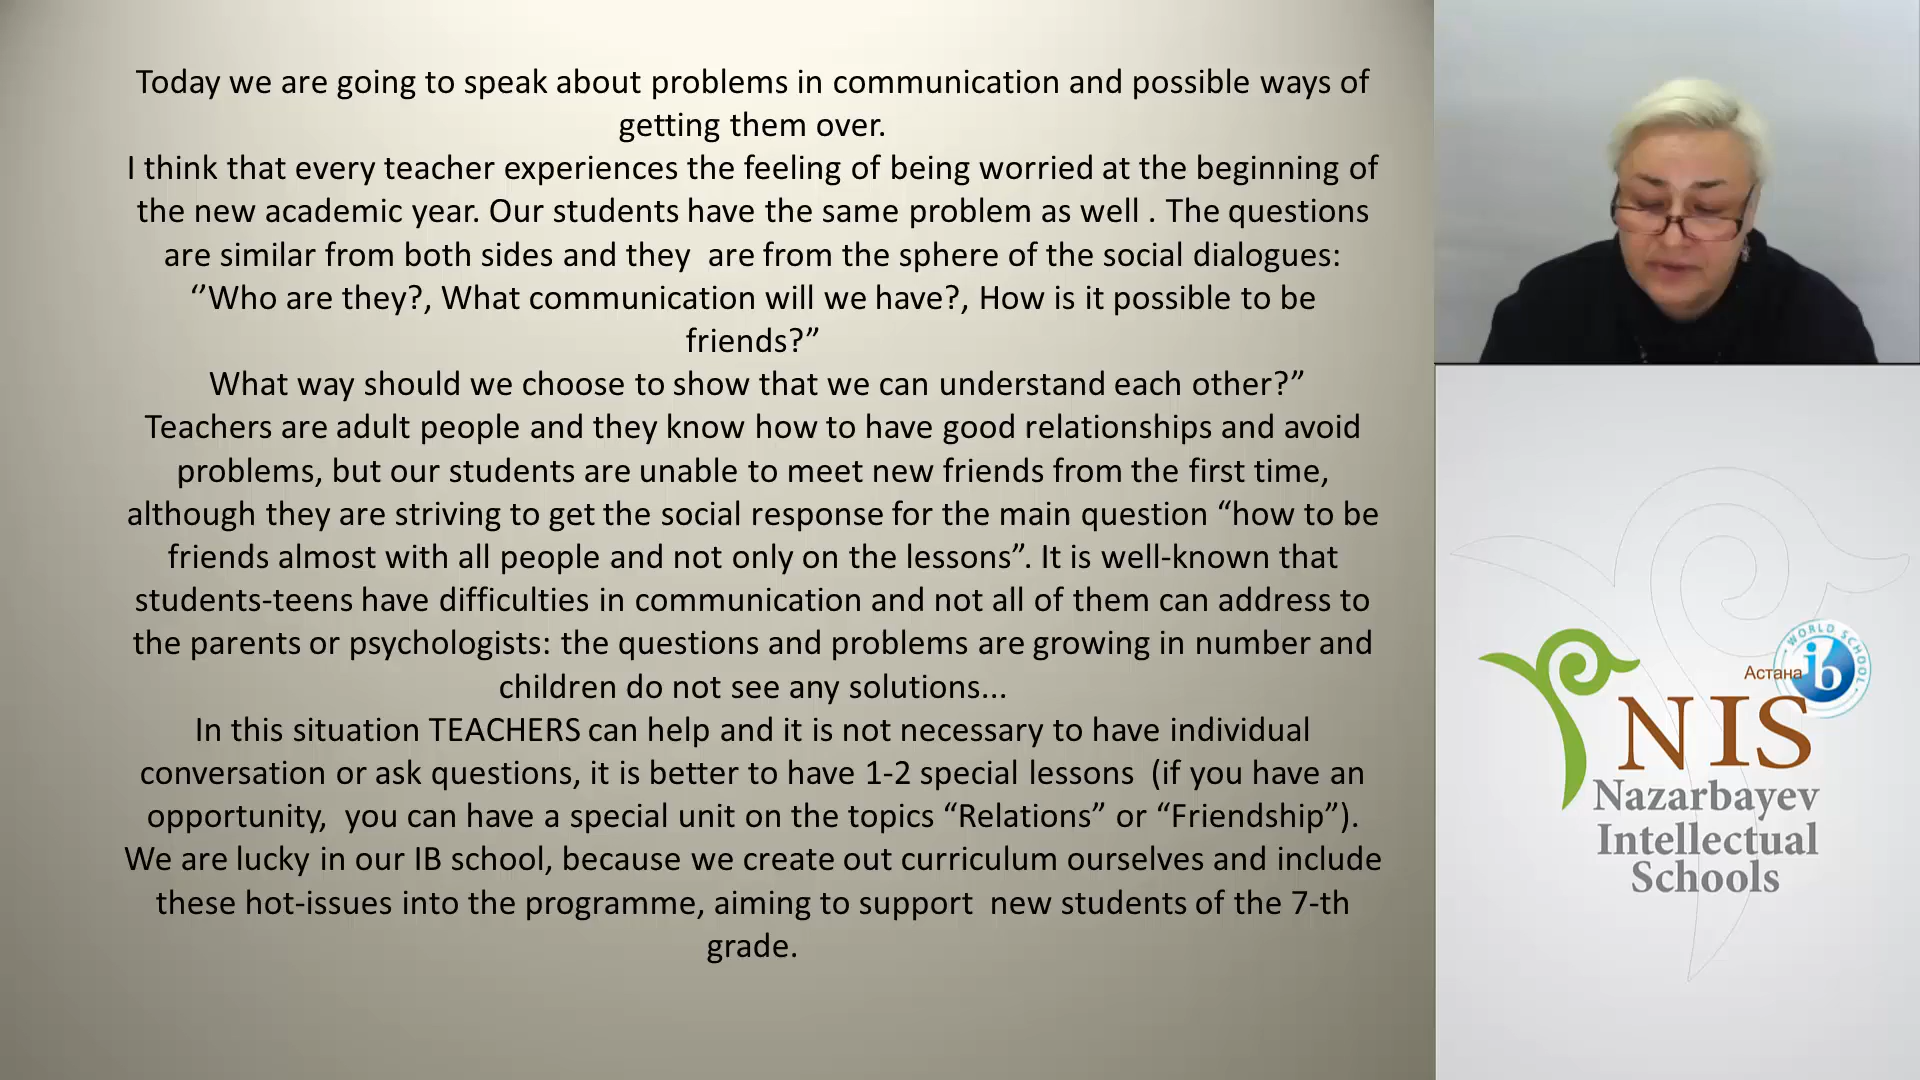 Today we are going to speak about problems in communication and possible ways of
getting them over.
I think that every teacher experiences the feeling of being worried at the beginning of
the new academic year. Our students have the same problem as well . The questions
are similar from both sides and they  are from the sphere of the social dialogues:
‘’Who are they?, What communication will we have?, How is it possible to be
friends?”
What way should we choose to show that we can understand each other?”
Teachers are adult people and they know how to have good relationships and avoid
problems, but our students are unable to meet new friends from the first time,
although they are striving to get the social response for the main question “how to be
friends almost with all people and not only on the lessons”. It is well-known that
students-teens have difficulties in communication and not all of them can address to
the parents or psychologists: the questions and problems are growing in number and
children do not see any solutions...
In this situation TEACHERS can help and it is not necessary to have individual
conversation or ask questions, it is better to have 1-2 special lessons  (if you have an
opportunity,  you can have a special unit on the topics “Relations” or “Friendship”).
We are lucky in our IB school, because we create out curriculum ourselves and include
these hot-issues into the programme, aiming to support  new students of the 7-th
grade.
WORLD SCHOOL
Астана
ib
NIS
Nazarbayev
Intellectual
Schools